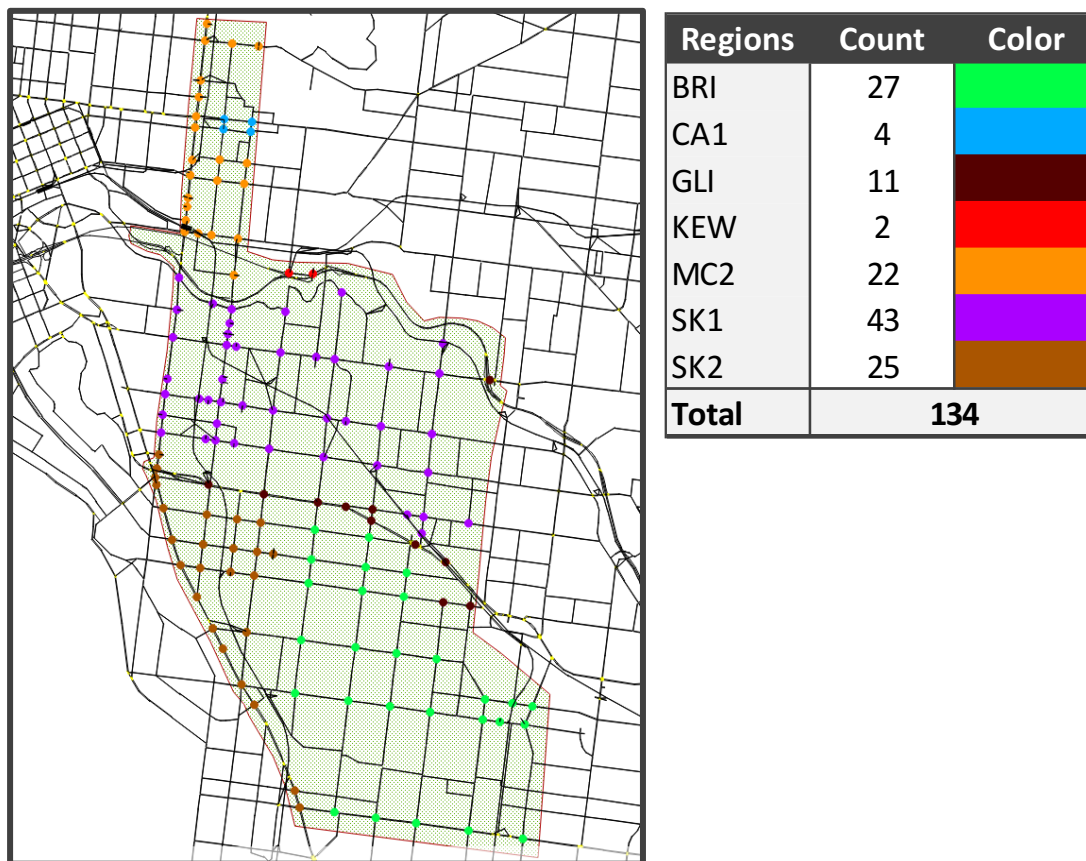 Regions Count Color
BRI 27
CA1 4
GLI 11
KEW 2
MC2 22
SK1 43
SK2 25
Total 134